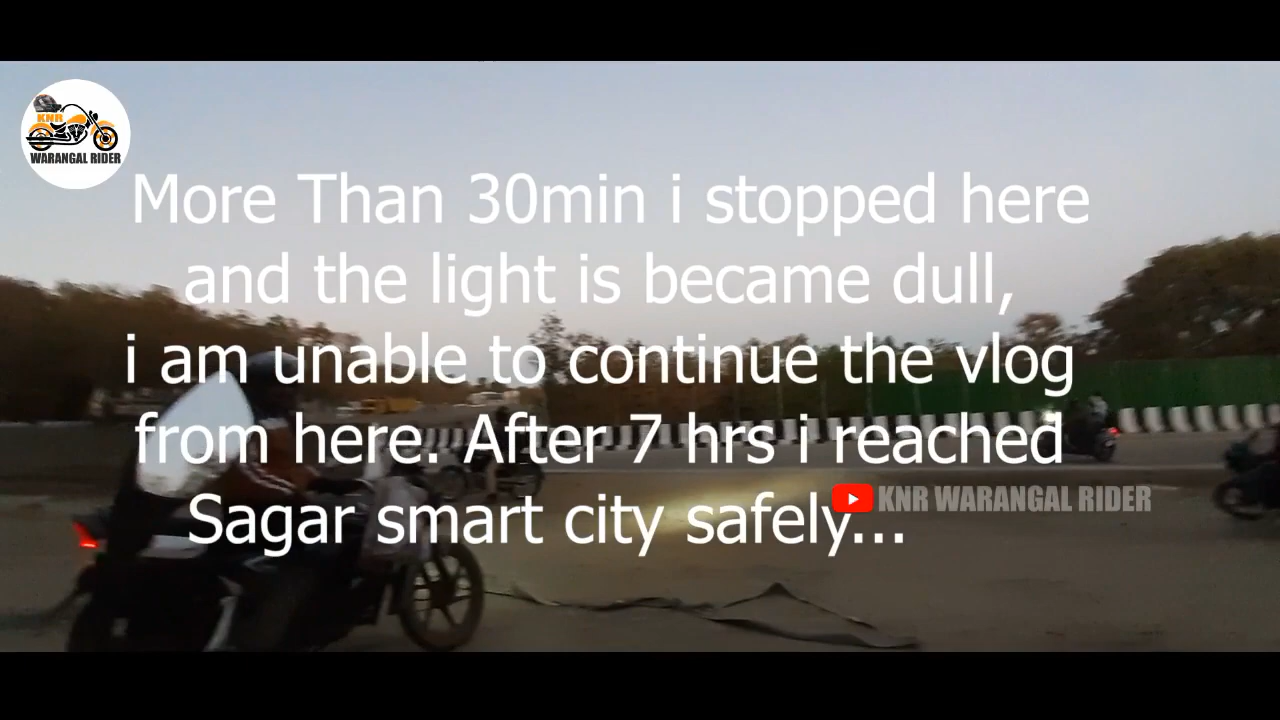 KNR
WARANGAL RIDER
More Than 30min i stopped here
and the light is became dull,
i am unable to continue the vlog
from here. After 7 hrs i reached
Sagar smart city safely...
KNR WARANGAL RIDER